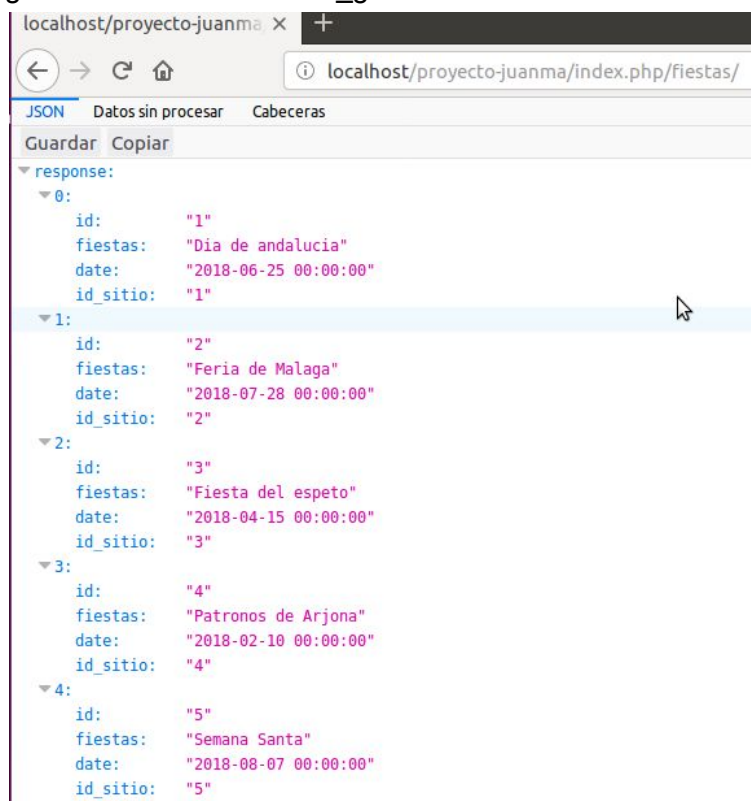 localhost/proyecto-juanma × +
localhost/proyecto-juanma/index.php/fiestas/
JSON Datos sin procesar Cabeceras
Guardar Copiar
response:
0:
id: "1"
fiestas: "Dia de andalucia"
date: "2018-06-25 00:00:00"
id_sitio: "1"
1:
id: "2"
fiestas: "Feria de Malaga"
date: "2018-07-28 00:00:00"
id_sitio: "2"
2:
id: "3"
fiestas: "Fiesta del espeto"
date: "2018-04-15 00:00:00"
id_sitio: "3"
3:
id: "4"
fiestas: "Patronos de Arjona"
date: "2018-02-10 00:00:00"
id_sitio: "4"
4:
id: "5"
fiestas: "Semana Santa"
date: "2018-08-07 00:00:00"
id_sitio: "5"